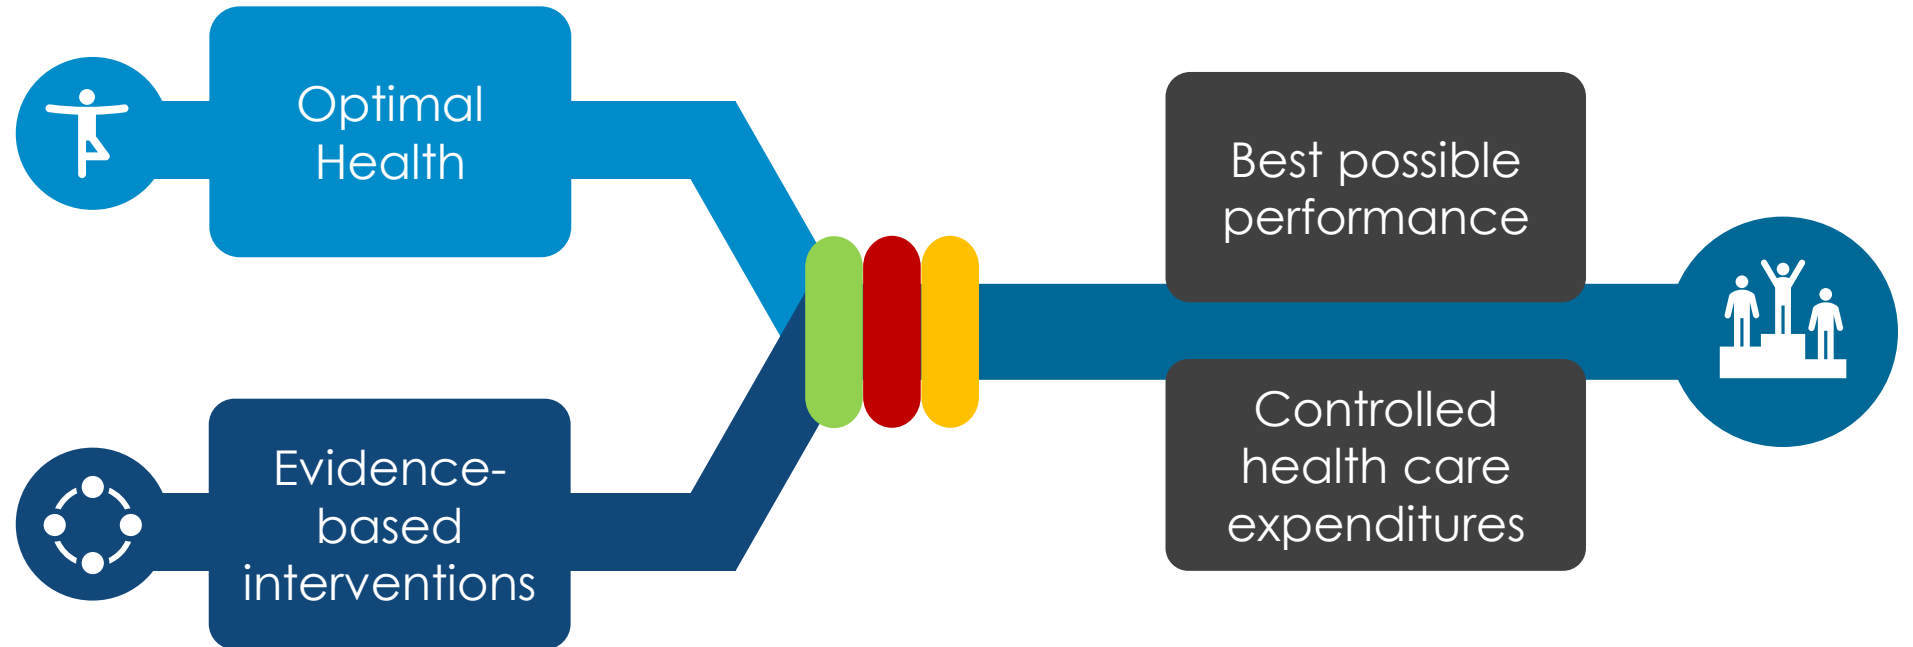 Optimal
Health
Evidence-
based
interventions
Best possible
performance
Controlled
health care
expenditures